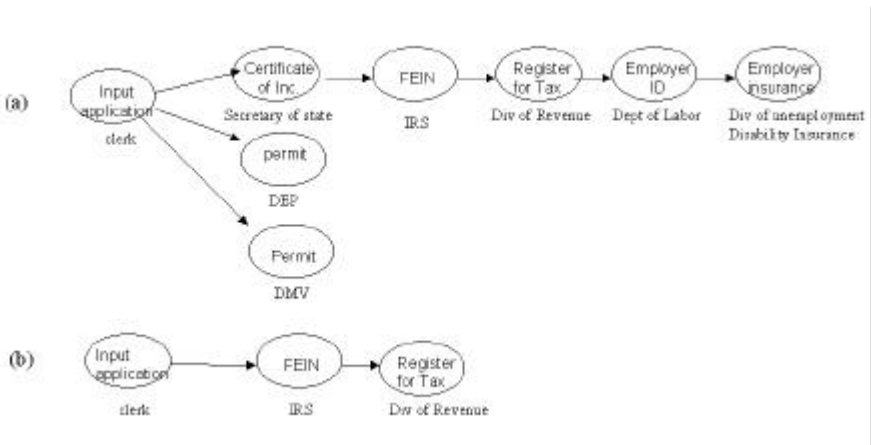 (a)
Input
application
clerk
Certificate
of Inc.
Secretary of state
FEIN
IRS
Register
for Tax
Div of Revenue
Employer
ID
Dept of Labor
Employer
insurance
Div of unemployment
Disability Insurance
permit
DEP
Permit
DMV
(b)
Input
application
clerk
FEIN
IRS
Register
for Tax
Div of Revenue